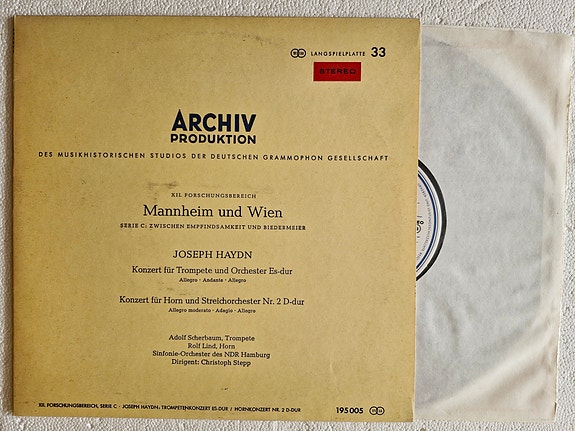 LANGSPIELPLATTE 33
STEREO
ARCHIV
PRODUKTION
DES MUSIKHISTORISCHEN STUDIOS DER DEUTSCHEN GRAMMOPHON GESELLSCHAFT
XII. FORSCHUNGSBEREICH
Mannheim und Wien
SERIE C: ZWISCHEN EMPFINDSAMKEIT UND BIEDERMEIER
JOSEPH HAYDN
Konzert für Trompete und Orchester Es-dur
Allegro · Andante · Allegro
Konzert für Horn und Streichorchester Nr. 2 D-dur
Allegro moderato · Adagio · Allegro
Adolf Scherbaum, Trompete
Rolf Lind, Horn
Sinfonie-Orchester des NDR Hamburg
Dirigent: Christoph Stepp
XII. FORSCHUNGSBEREICH, SERIE C · JOSEPH HAYDN: TROMPETENKONZERT ES-DUR / HORNKONZERT NR. 2 D-DUR
195 005